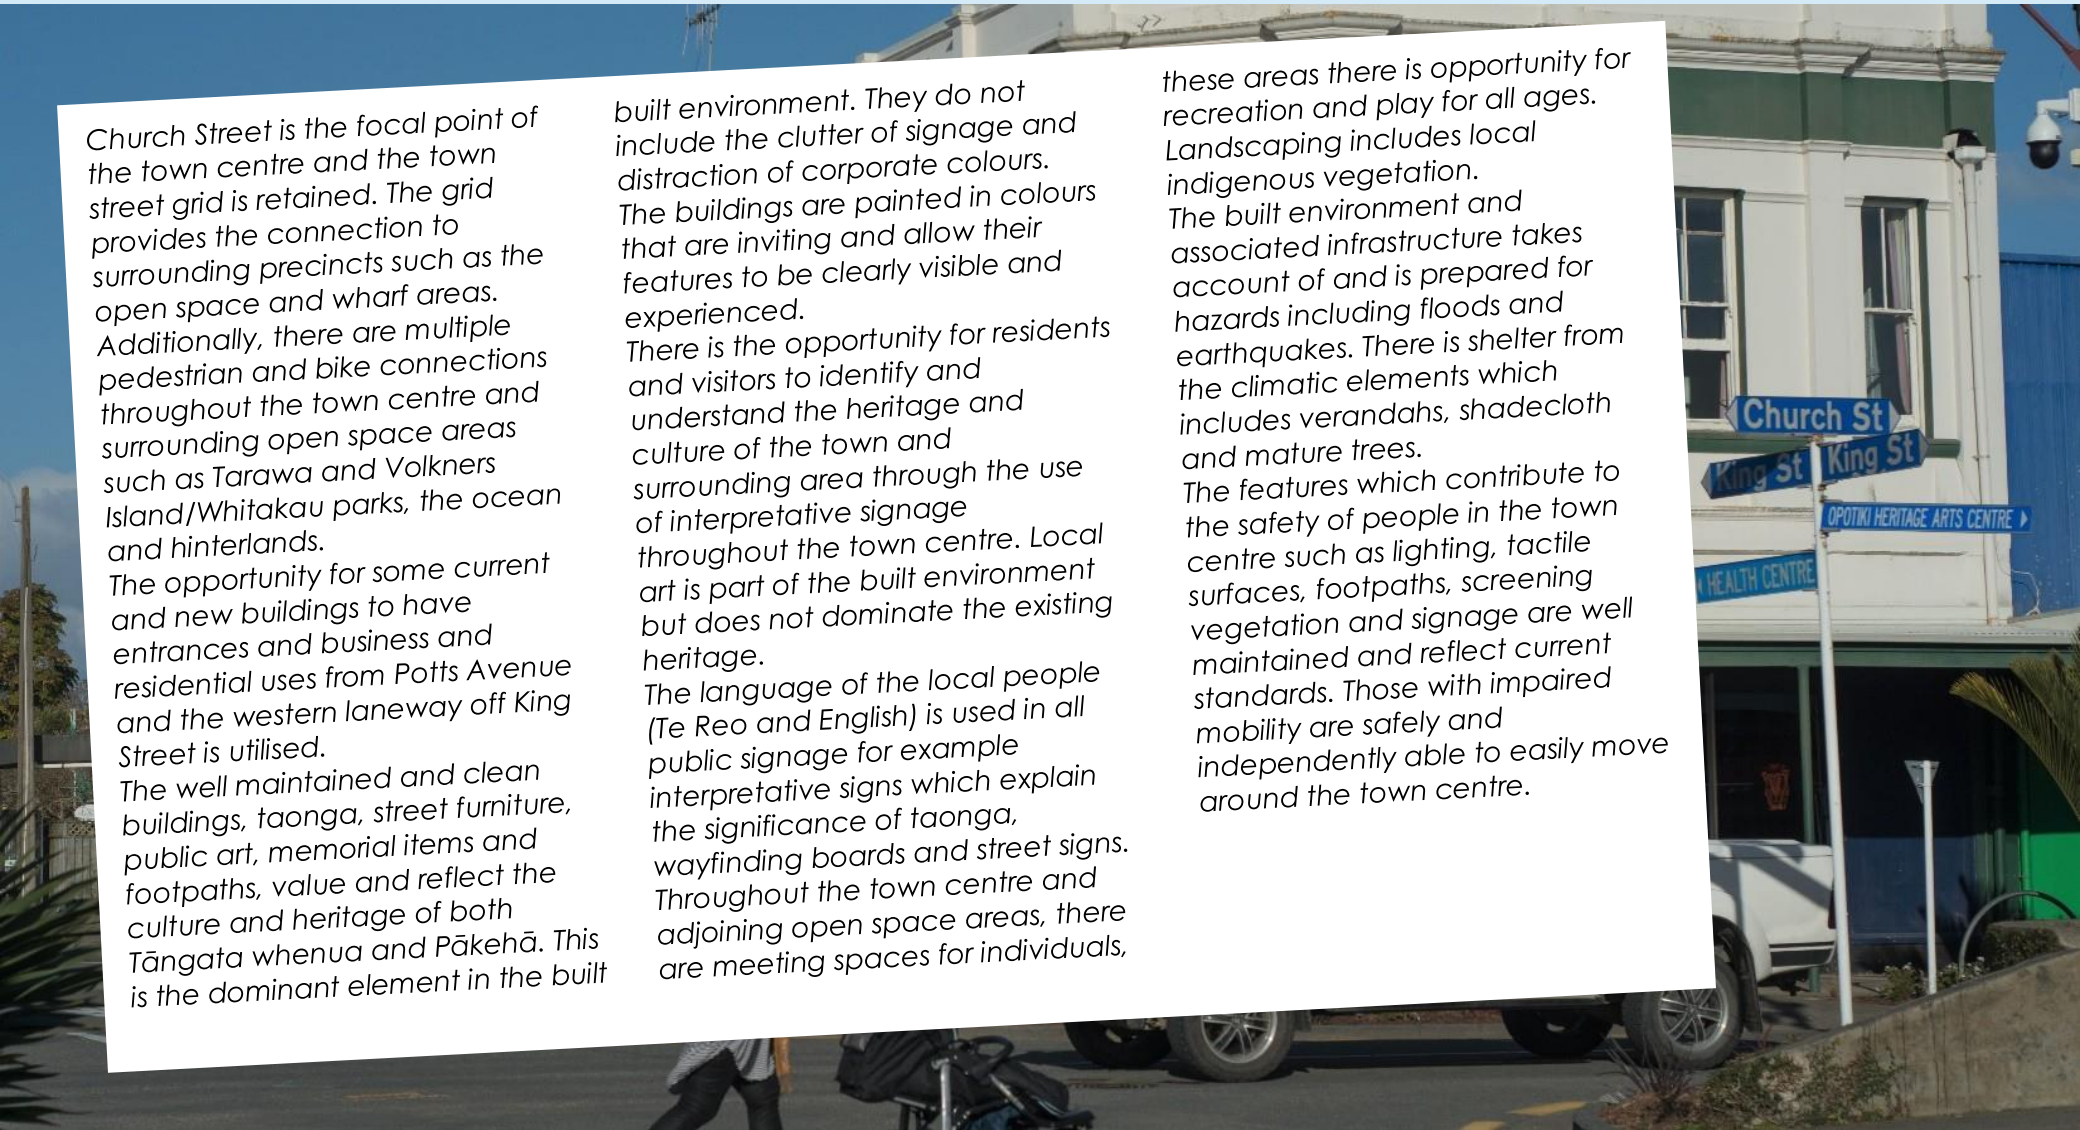 Church Street is the focal point of
the town centre and the town
street grid is retained. The grid
provides the connection to
surrounding precincts such as the
open space and wharf areas.
Additionally, there are multiple
pedestrian and bike connections
throughout the town centre and
surrounding open space areas
such as Tarawa and Volkners
Island/Whitakau parks, the ocean
and hinterlands.
The opportunity for some current
and new buildings to have
entrances and business and
residential uses from Potts Avenue
and the western laneway off King
Street is utilised.
The well maintained and clean
buildings, taonga, street furniture,
public art, memorial items and
footpaths, value and reflect the
culture and heritage of both
Tāngata whenua and Pākehā. This
is the dominant element in the built
built environment. They do not
include the clutter of signage and
distraction of corporate colours.
The buildings are painted in colours
that are inviting and allow their
features to be clearly visible and
experienced.
There is the opportunity for residents
and visitors to identify and
understand the heritage and
culture of the town and
surrounding area through the use
of interpretative signage
throughout the town centre. Local
art is part of the built environment
but does not dominate the existing
heritage.
The language of the local people
(Te Reo and English) is used in all
public signage for example
interpretative signs which explain
the significance of taonga,
wayfinding boards and street signs.
Throughout the town centre and
adjoining open space areas, there
are meeting spaces for individuals,
these areas there is opportunity for
recreation and play for all ages.
Landscaping includes local
indigenous vegetation.
The built environment and
associated infrastructure takes
account of and is prepared for
hazards including floods and
earthquakes. There is shelter from
the climatic elements which
includes verandahs, shadecloth
and mature trees.
The features which contribute to
the safety of people in the town
centre such as lighting, tactile
surfaces, footpaths, screening
vegetation and signage are well
maintained and reflect current
standards. Those with impaired
mobility are safely and
independently able to easily move
around the town centre.
Church St
King St
King St
OPOTIKI HERITAGE ARTS CENTRE
HEALTH CENTRE